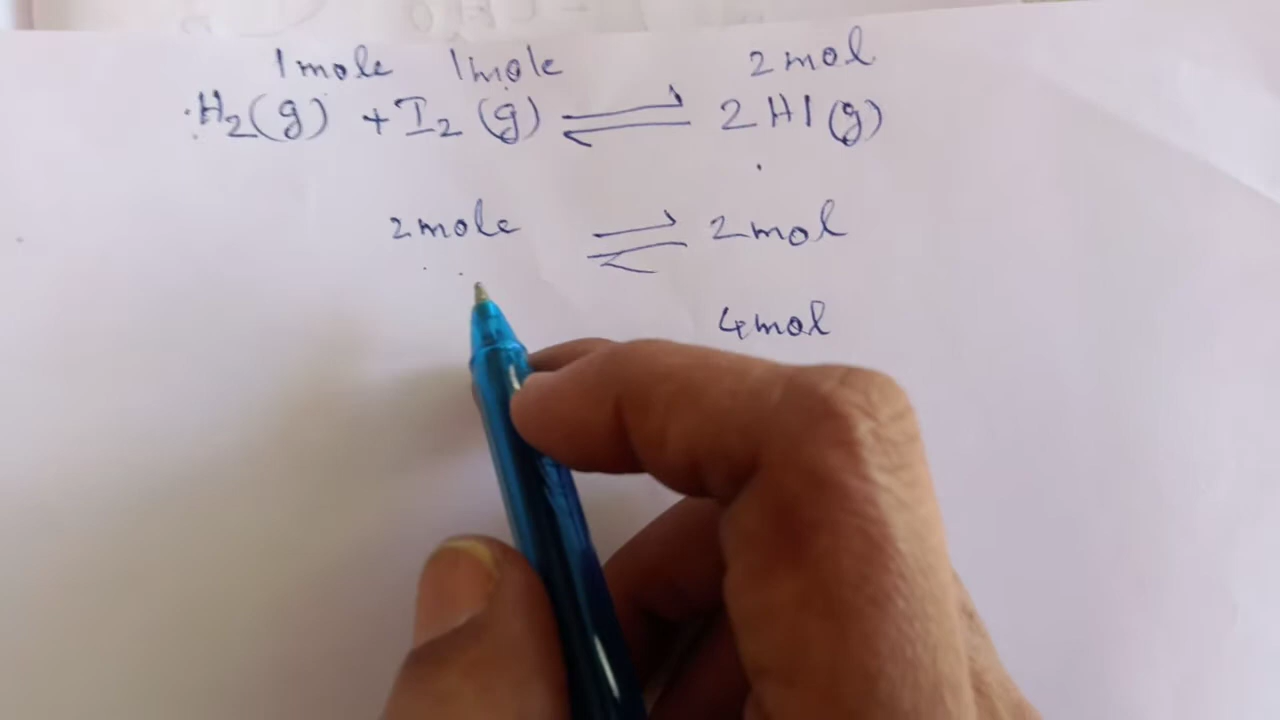 1mole 1mole 2mol
H₂(g) + I₂(g) ⇌ 2HI(g)
2mole ⇌ 2mol
4mol